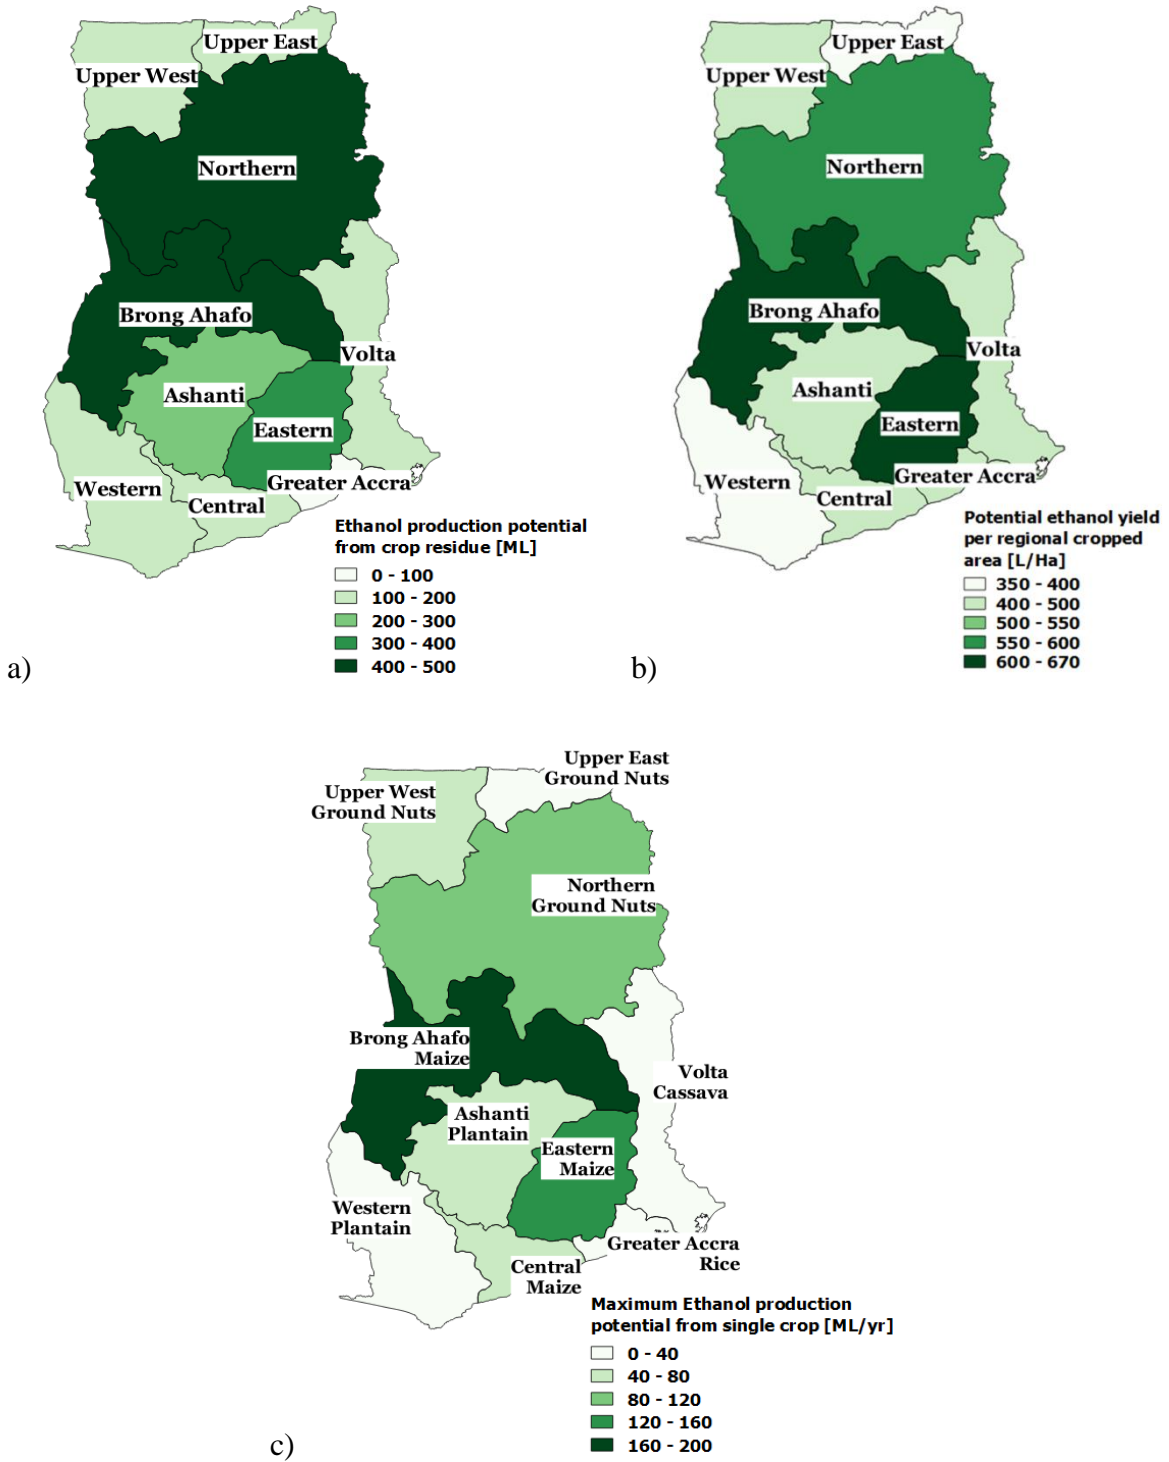 Upper East
Upper West
Northern
Brong Ahafo
Volta
Ashanti
Eastern
Western
Greater Accra
Central
Ethanol production potential
from crop residue [ML]
0 - 100
100 - 200
200 - 300
300 - 400
400 - 500
a)
Upper East
Upper West
Northern
Brong Ahafo
Volta
Ashanti
Eastern
Western
Greater Accra
Central
Potential ethanol yield
per regional cropped
area [L/Ha]
350 - 400
400 - 500
500 - 550
550 - 600
600 - 670
b)
Upper East
Ground Nuts
Upper West
Ground Nuts
Northern
Ground Nuts
Brong Ahafo
Maize
Volta
Cassava
Ashanti
Plantain
Eastern
Maize
Western
Plantain
Greater Accra
Rice
Central
Maize
Maximum Ethanol production
potential from single crop [ML/yr]
0 - 40
40 - 80
80 - 120
120 - 160
160 - 200
c)